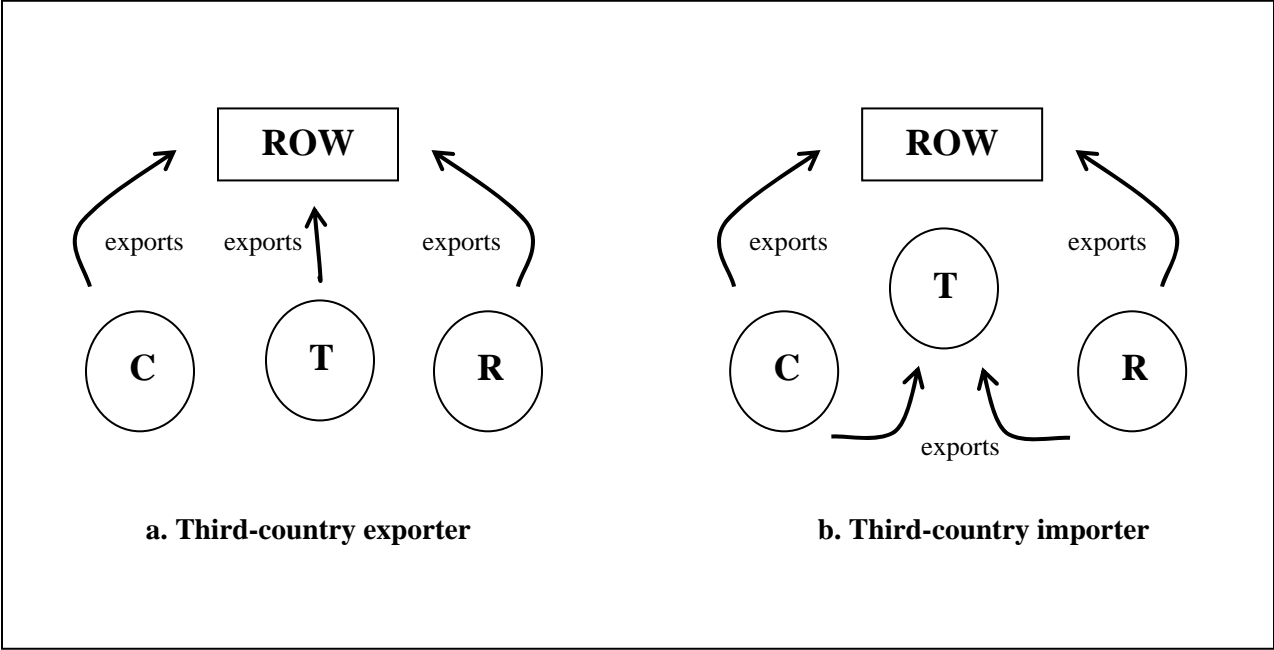 ROW
exports
exports
exports
C
T
R
a. Third-country exporter
ROW
exports
exports
T
C
R
exports
b. Third-country importer